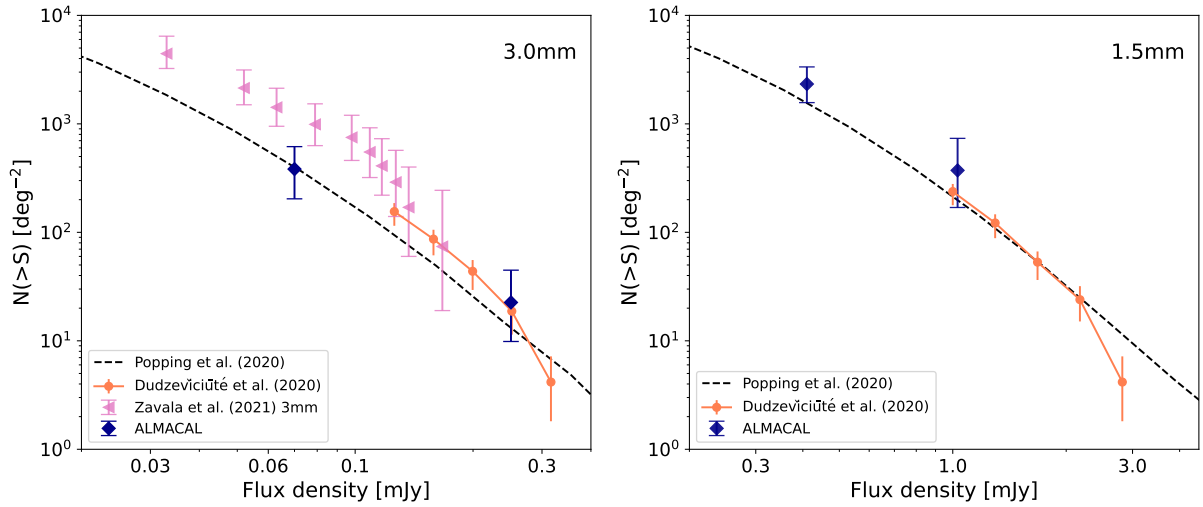 3.0mm
N(>S) [deg⁻²]
10⁴
10³
10²
10¹
10⁰
Popping et al. (2020)
Dudzevičiūtė et al. (2020)
Zavala et al. (2021) 3mm
ALMACAL
0.03
0.06
0.1
0.3
Flux density [mJy]
1.5mm
N(>S) [deg⁻²]
10⁴
10³
10²
10¹
10⁰
Popping et al. (2020)
Dudzevičiūtė et al. (2020)
ALMACAL
0.3
1.0
3.0
Flux density [mJy]